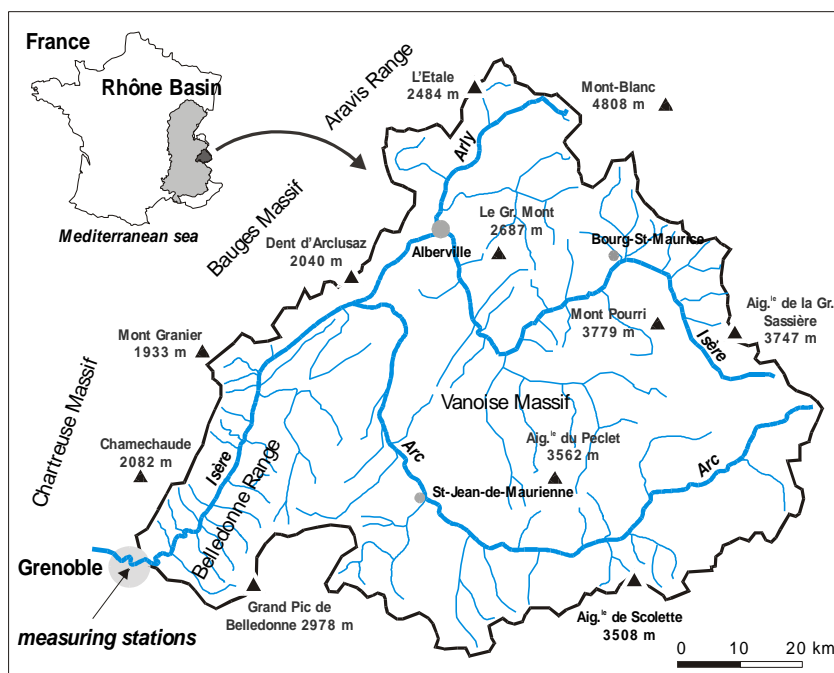 France
Rhône Basin
Mediterranean sea
Aravis Range
L'Etale
2484 m
Mont-Blanc
4808 m
Arly
Bauges Massif
Le Gr. Mont
2687 m
Bourg-St-Maurice
Dent d'Arclusaz
2040 m
Alberville
Mont Pourri
3779 m
Aig.le de la Gr.
Sassière
3747 m
Isère
Mont Granier
1933 m
Chartreuse Massif
Vanoise Massif
Chamechaude
2082 m
Isère
Belledonne Range
Arc
Aig.le du Peclet
3562 m
Arc
St-Jean-de-Maurienne
Grenoble
measuring stations
Grand Pic de
Belledonne 2978 m
Aig.le de Scolette
3508 m
0 10 20 km